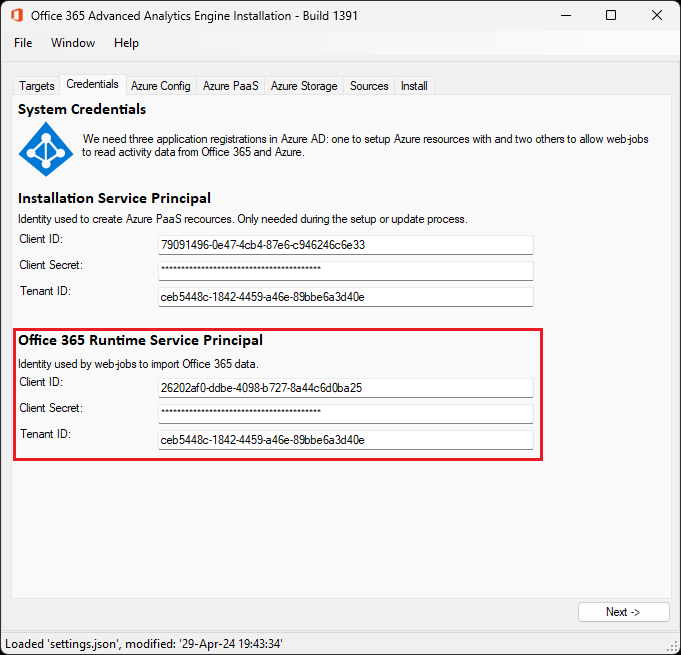 Office 365 Advanced Analytics Engine Installation - Build 1391
File Window Help
Targets Credentials Azure Config Azure PaaS Azure Storage Sources Install
System Credentials
We need three application registrations in Azure AD: one to setup Azure resources with and two others to allow web-jobs
to read activity data from Office 365 and Azure.
Installation Service Principal
Identity used to create Azure PaaS recources. Only needed during the setup or update process.
Client ID: 79091496-0e47-4cb4-87e6-c946246c6e33
Client Secret: ****************************************
Tenant ID: ceb5448c-1842-4459-a46e-89bbe6a3d40e
Office 365 Runtime Service Principal
Identity used by web-jobs to import Office 365 data.
Client ID: 26202af0-ddbe-4098-b727-8a44c6d0ba25
Client Secret: ****************************************
Tenant ID: ceb5448c-1842-4459-a46e-89bbe6a3d40e
Next ->
Loaded 'settings.json', modified: '29-Apr-24 19:43:34'